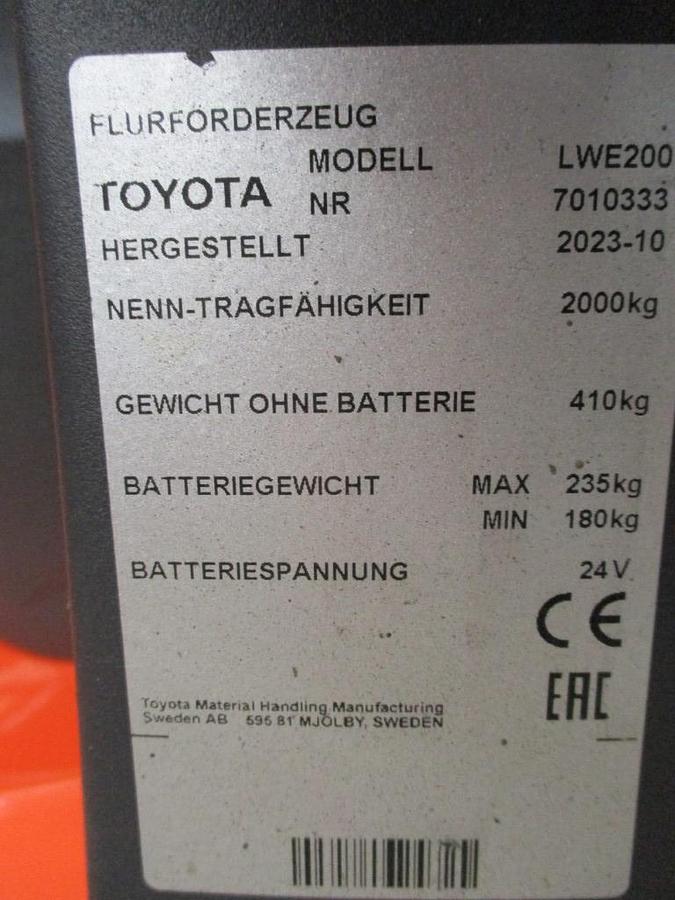 FLURFÖRDERZEUG
MODELL LWE200
TOYOTA NR 7010333
HERGESTELLT 2023-10
NENN-TRAGFÄHIGKEIT 2000kg
GEWICHT OHNE BATTERIE 410kg
BATTERIEGEWICHT MAX 235kg
MIN 180kg
BATTERIESPANNUNG 24V
CE
EAC
Toyota Material Handling Manufacturing
Sweden AB 595 81 MJÖLBY, SWEDEN